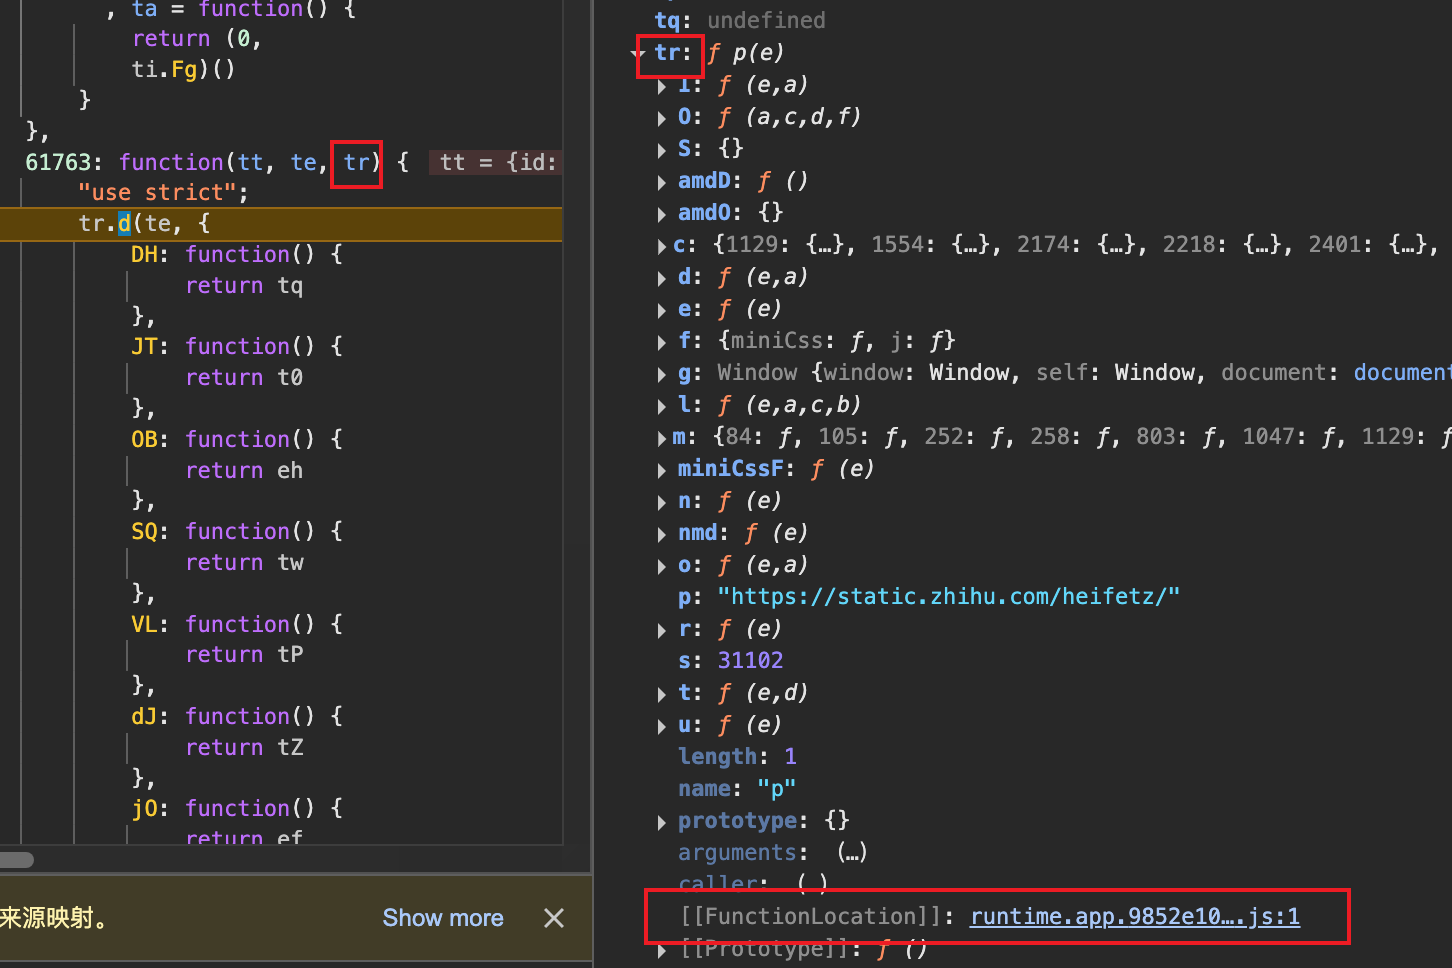 , ta = function() {
return (0,
ti.Fg)()
}
},
61763: function(tt, te, tr) { tt = {id:
"use strict";
tr.d(te, {
DH: function() {
return tq
},
JT: function() {
return t0
},
OB: function() {
return eh
},
SQ: function() {
return tw
},
VL: function() {
return tP
},
dJ: function() {
return tZ
},
jO: function() {
return ef
来源映射。 Show more
tq: undefined
tr: ƒ p(e)
I: ƒ (e,a)
O: ƒ (a,c,d,f)
S: {}
amdD: ƒ ()
amdO: {}
c: {1129: {…}, 1554: {…}, 2174: {…}, 2218: {…}, 2401: {…},
d: ƒ (e,a)
e: ƒ (e)
f: {miniCss: ƒ, j: ƒ}
g: Window {window: Window, self: Window, document: document
l: ƒ (e,a,c,b)
m: {84: ƒ, 105: ƒ, 252: ƒ, 258: ƒ, 803: ƒ, 1047: ƒ, 1129: ƒ
miniCssF: ƒ (e)
n: ƒ (e)
nmd: ƒ (e)
o: ƒ (e,a)
p: "https://static.zhihu.com/heifetz/"
r: ƒ (e)
s: 31102
t: ƒ (e,d)
u: ƒ (e)
length: 1
name: "p"
prototype: {}
arguments: (…)
caller: (…)
[[FunctionLocation]]: runtime.app.9852e10….js:1
[[Prototype]]: ƒ ()